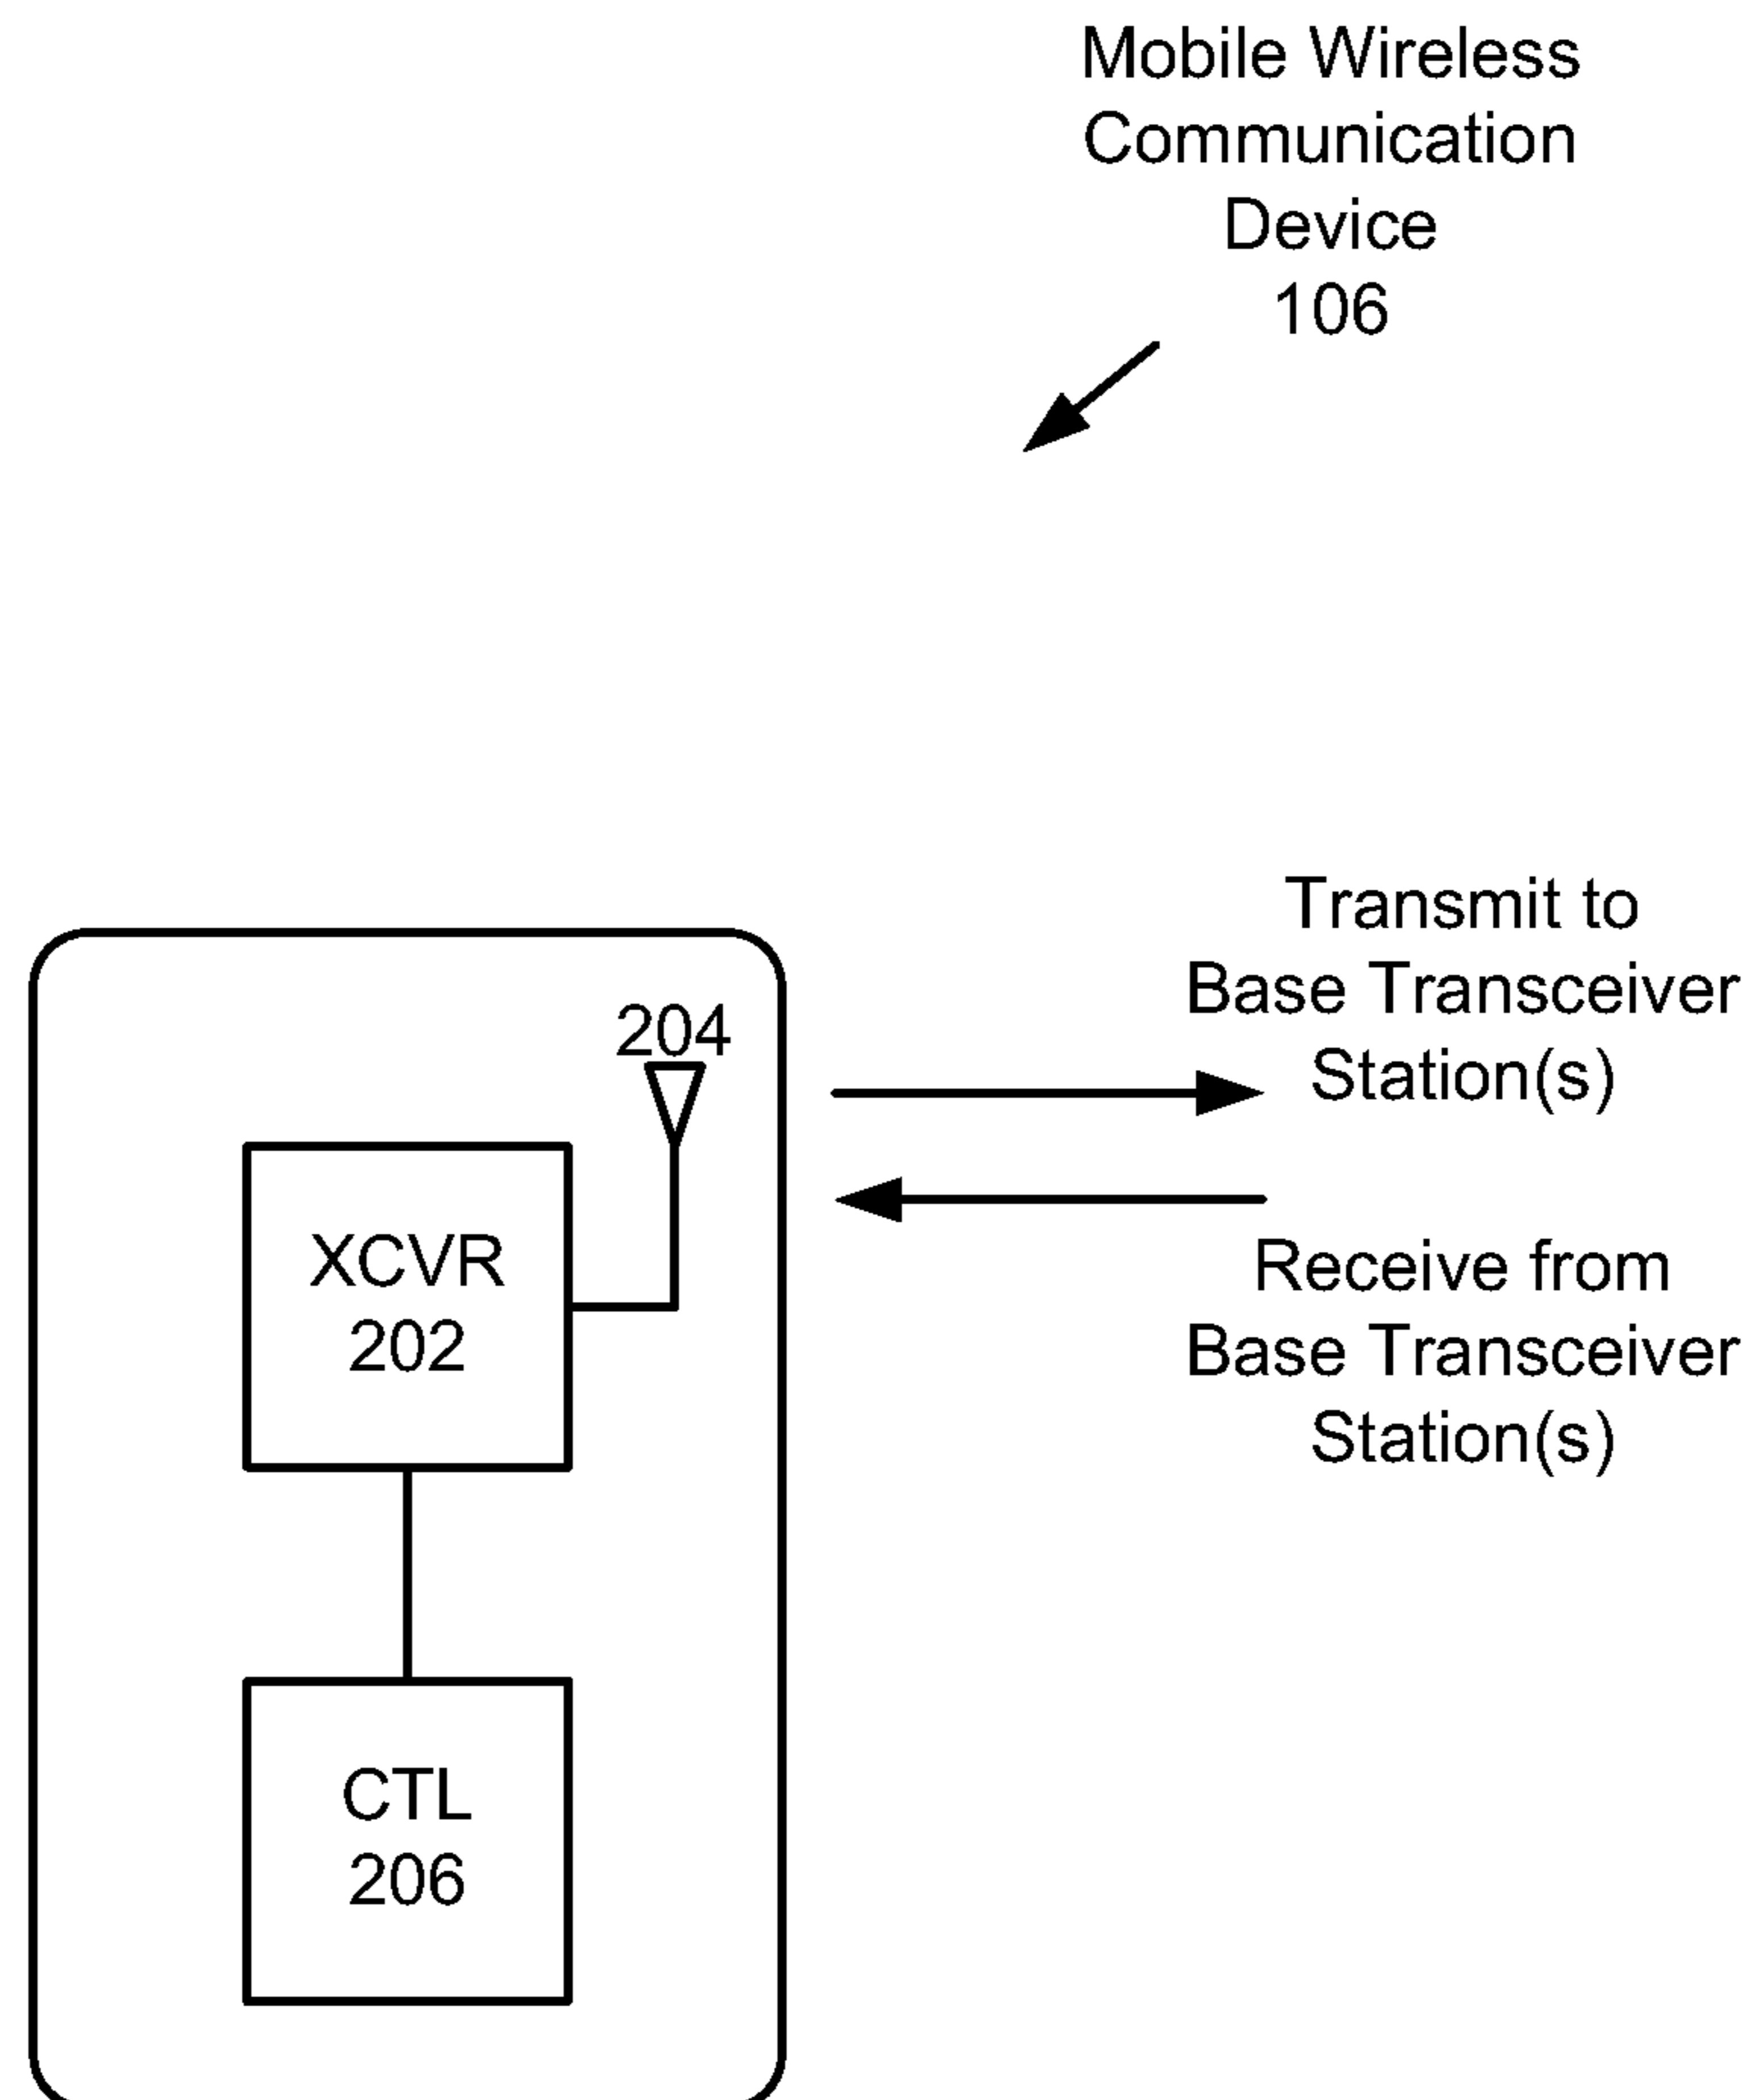 Mobile Wireless
Communication
Device
106
Transmit to
Base Transceiver
Station(s)
204
XCVR
202
Receive from
Base Transceiver
Station(s)
CTL
206